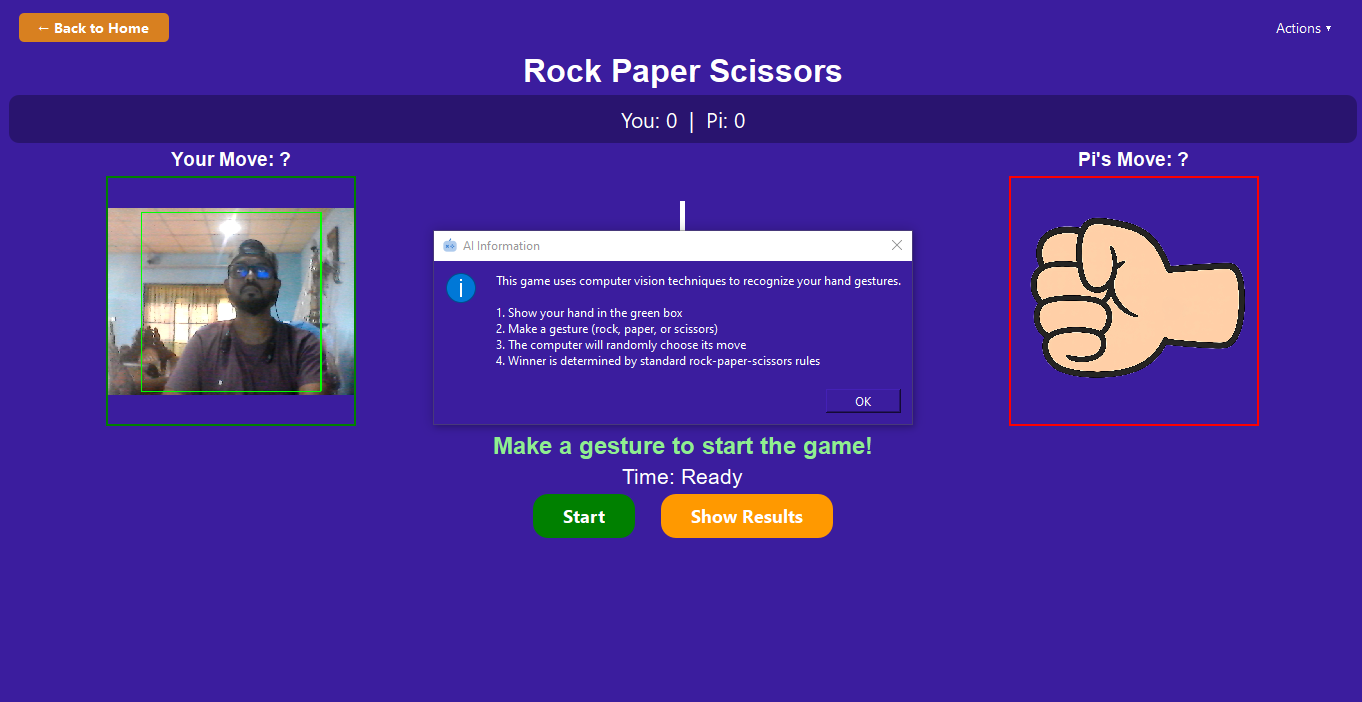 ← Back to Home
Actions ▾
Rock Paper Scissors
You: 0 | Pi: 0
Your Move: ?
Pi's Move: ?
AI Information
This game uses computer vision techniques to recognize your hand gestures.
1. Show your hand in the green box
2. Make a gesture (rock, paper, or scissors)
3. The computer will randomly choose its move
4. Winner is determined by standard rock-paper-scissors rules
OK
Make a gesture to start the game!
Time: Ready
Start
Show Results